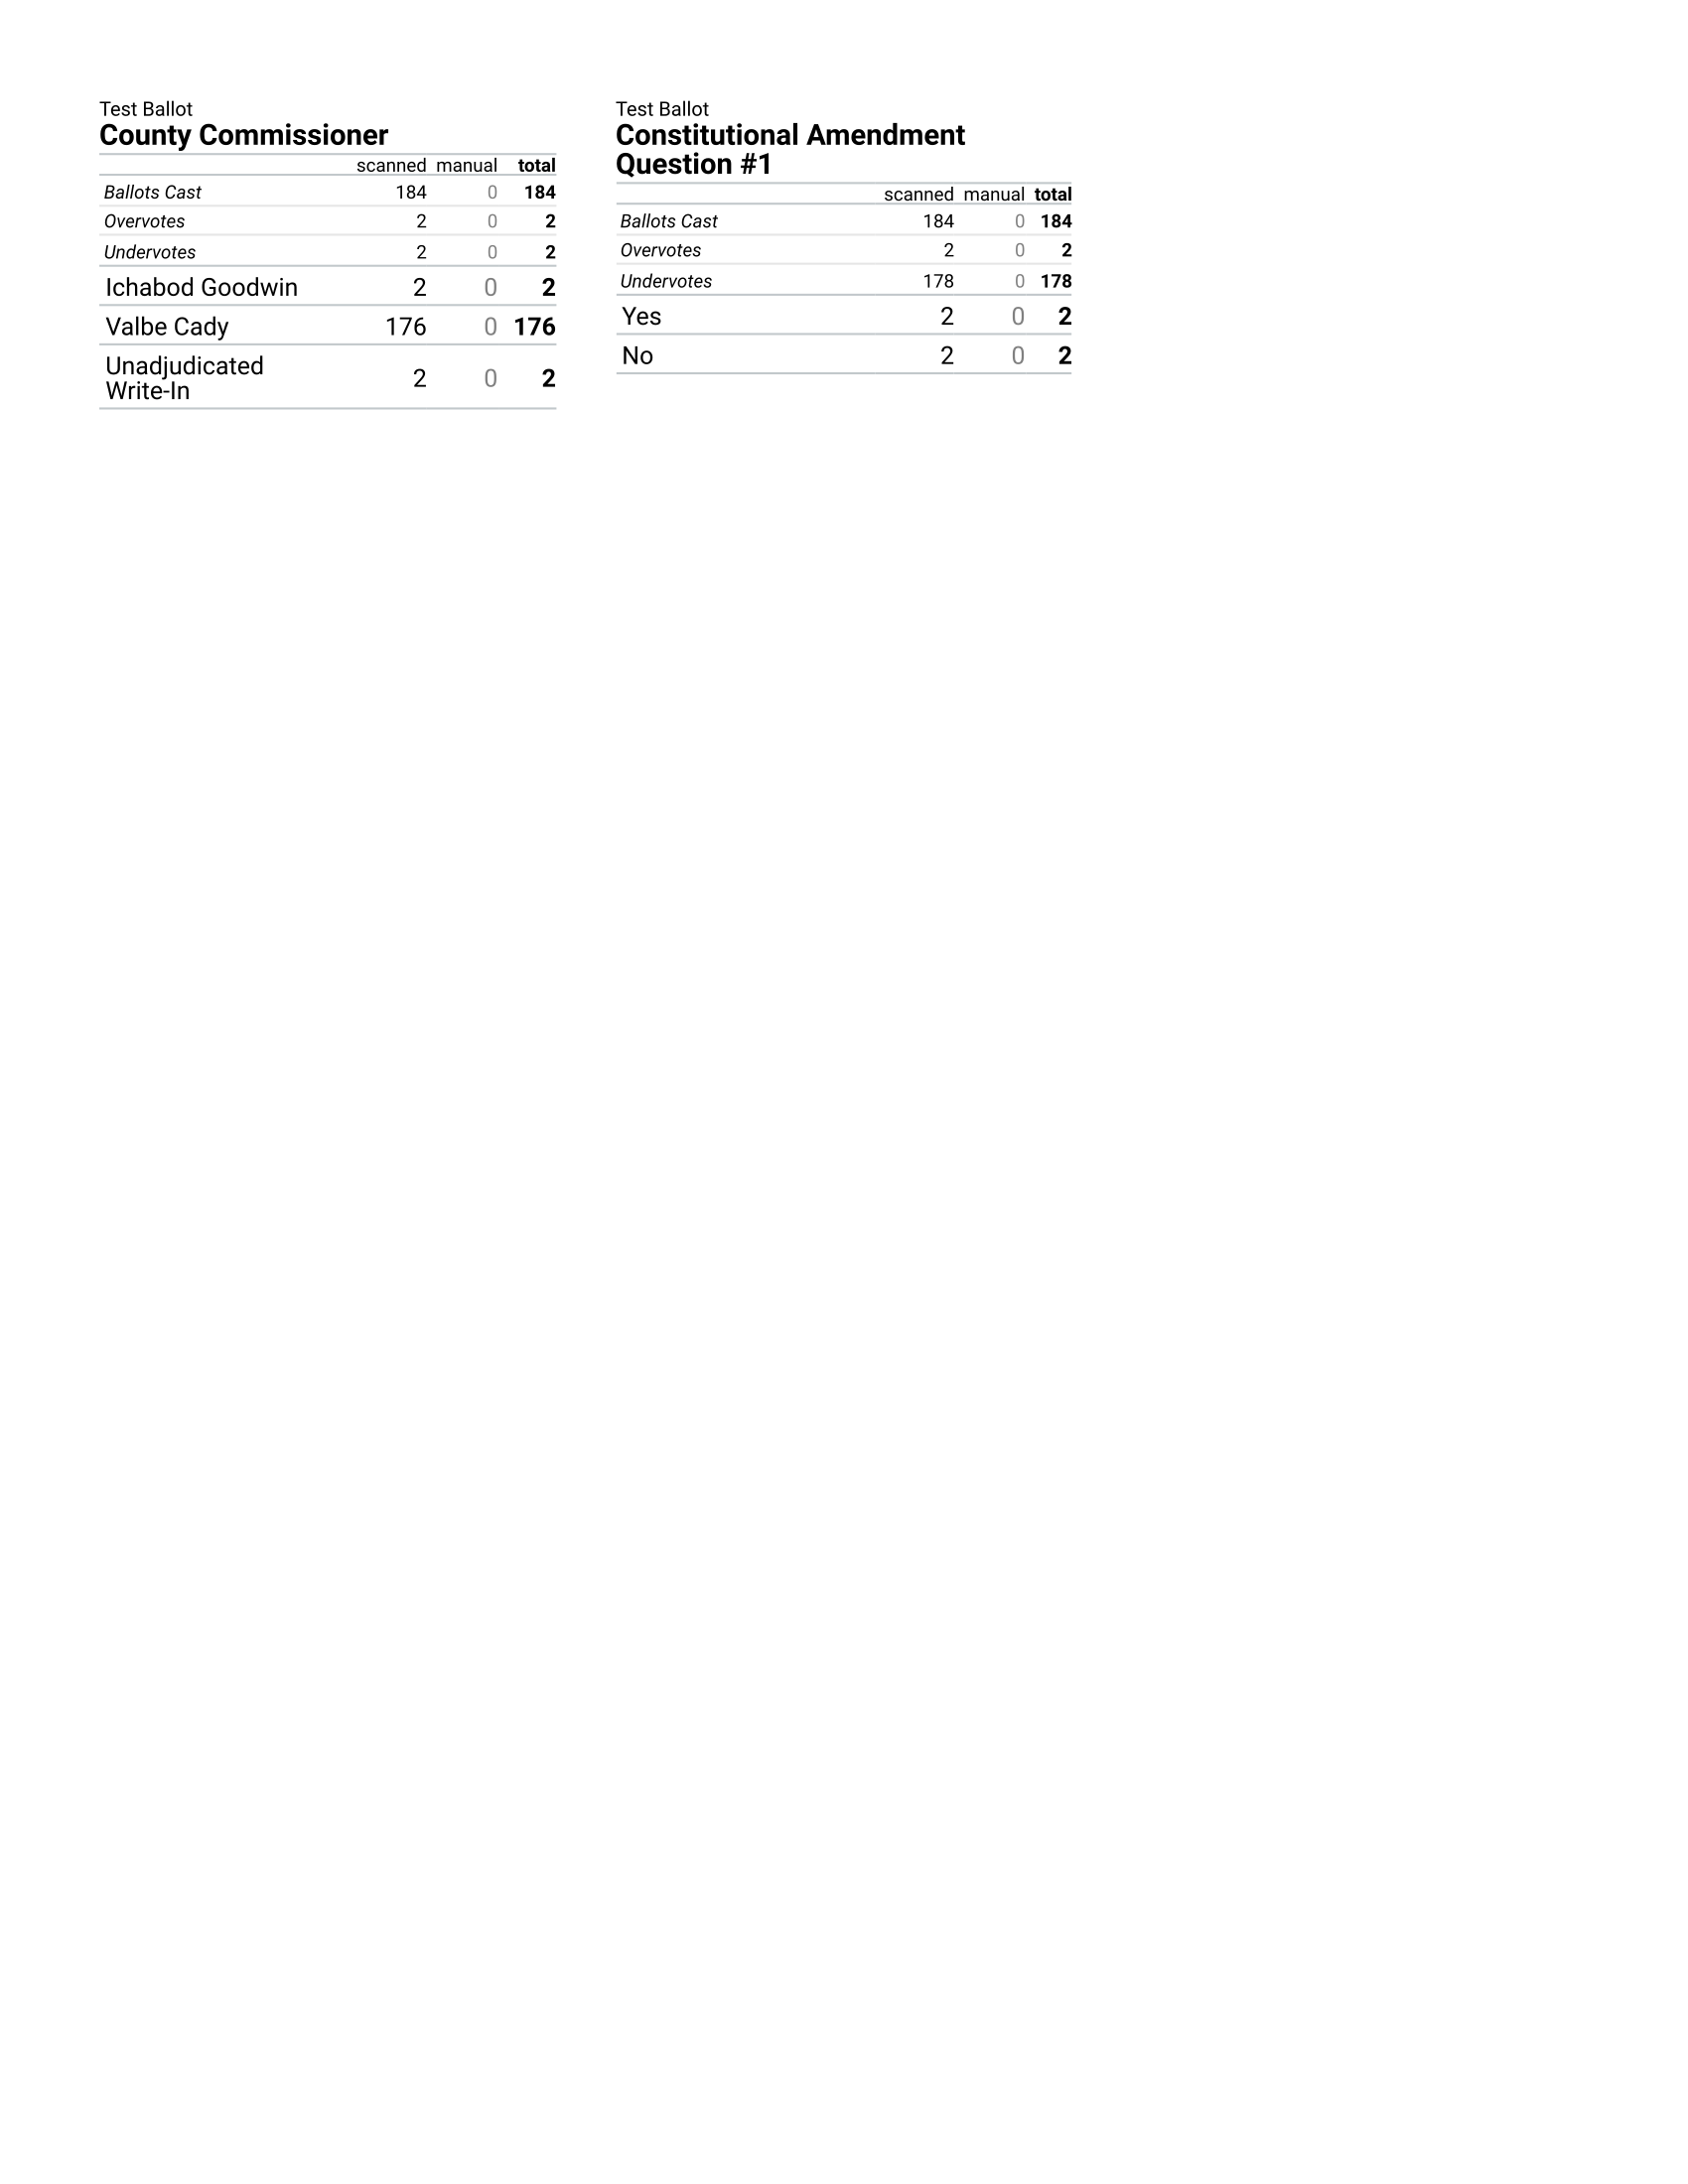 Test Ballot
County Commissioner
scanned manual total
Ballots Cast 184 0 184
Overvotes 2 0 2
Undervotes 2 0 2
Ichabod Goodwin 2 0 2
Valbe Cady 176 0 176
Unadjudicated
Write-In 2 0 2
Test Ballot
Constitutional Amendment
Question #1
scanned manual total
Ballots Cast 184 0 184
Overvotes 2 0 2
Undervotes 178 0 178
Yes 2 0 2
No 2 0 2